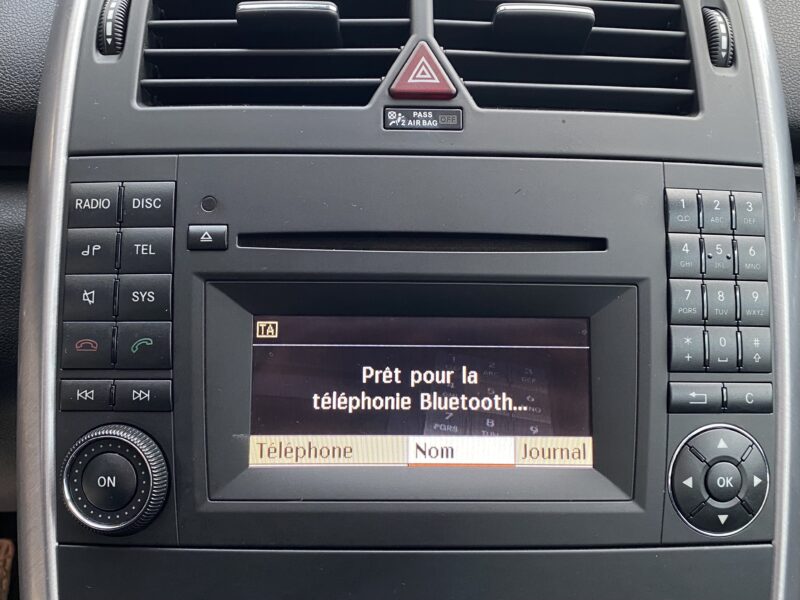 PASS
2 AIR BAG OFF
RADIO DISC
TEL
SYS
ON
TA
Prêt pour la
téléphonie Bluetooth...
Téléphone Nom Journal
1 2 3
ABC DEF
4 5 6
GHI JKL MNO
7 8 9
PQRS TUV WXYZ
* 0 #
+
C
OK